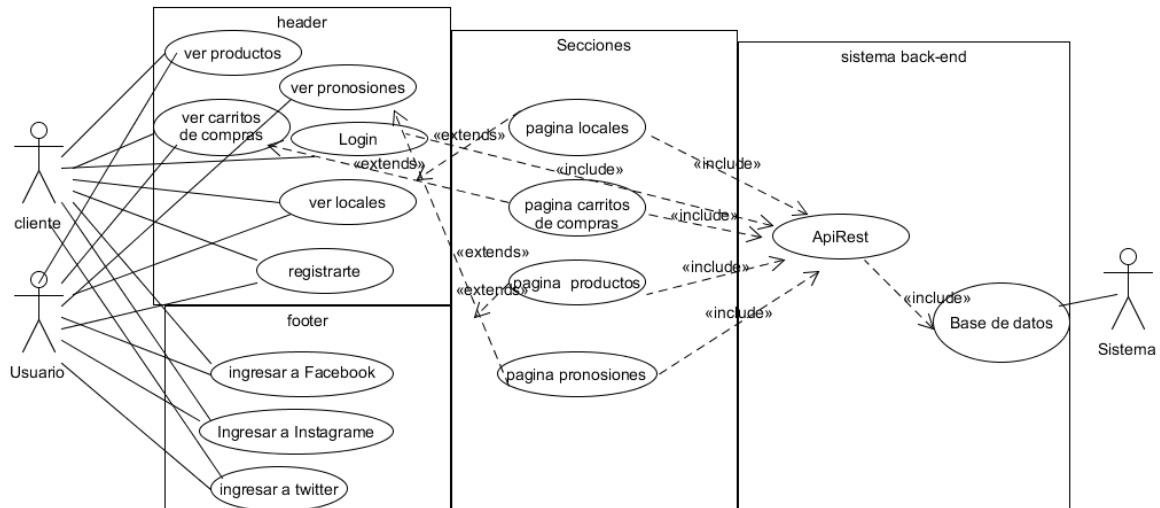 header
ver productos
ver pronosiones
ver carritos
de compras
Login
ver locales
registrarte
footer
ingresar a Facebook
Ingresar a Instagrame
ingresar a twitter
cliente
Usuario
Secciones
pagina locales
pagina carritos
de compras
pagina productos
pagina pronosiones
«extends»
«extends»
«extends»
«extends»
«include»
«include»
«include»
«include»
«include»
«include»
sistema back-end
ApiRest
Base de datos
Sistema